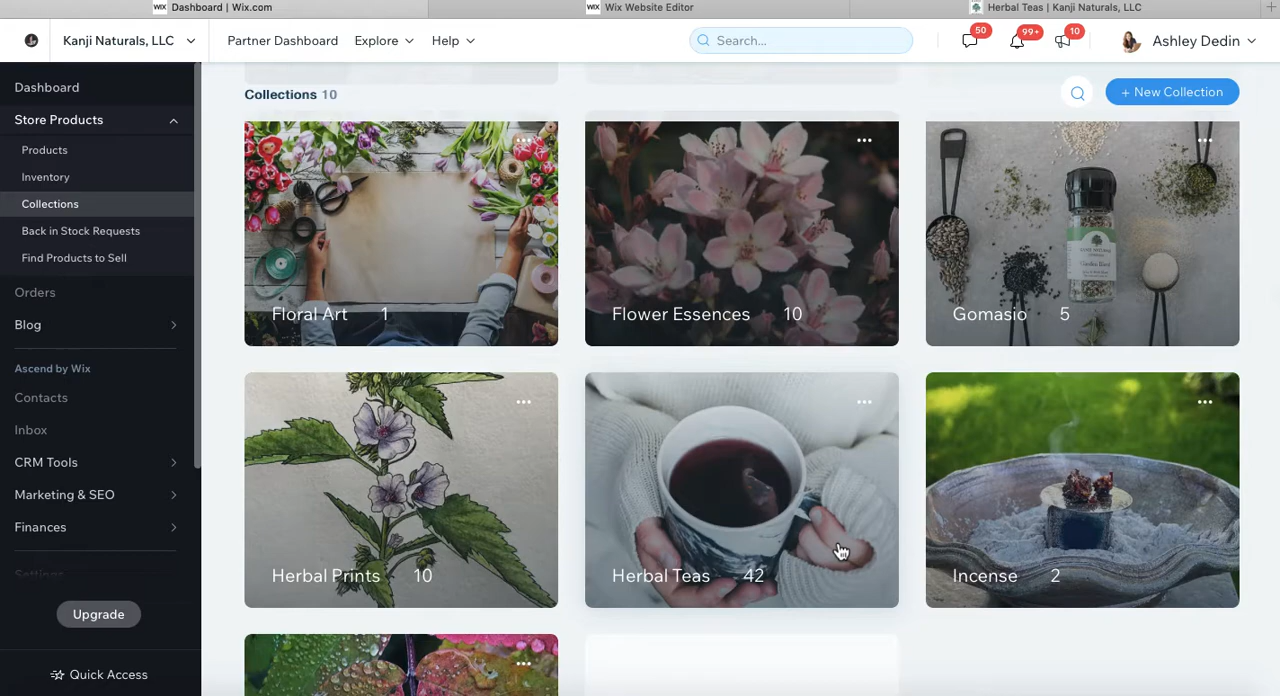 WIX Dashboard | Wix.com
WIX Wix Website Editor
Herbal Teas | Kanji Naturals, LLC
Kanji Naturals, LLC
Partner Dashboard
Explore
Help
Search...
50
99+
10
Ashley Dedin
Dashboard
Store Products
Products
Inventory
Collections
Back in Stock Requests
Find Products to Sell
Orders
Blog
Ascend by Wix
Contacts
Inbox
CRM Tools
Marketing & SEO
Finances
Settings
Upgrade
Quick Access
Collections 10
+ New Collection
Floral Art 1
Flower Essences 10
Gomasio 5
Herbal Prints 10
Herbal Teas 42
Incense 2